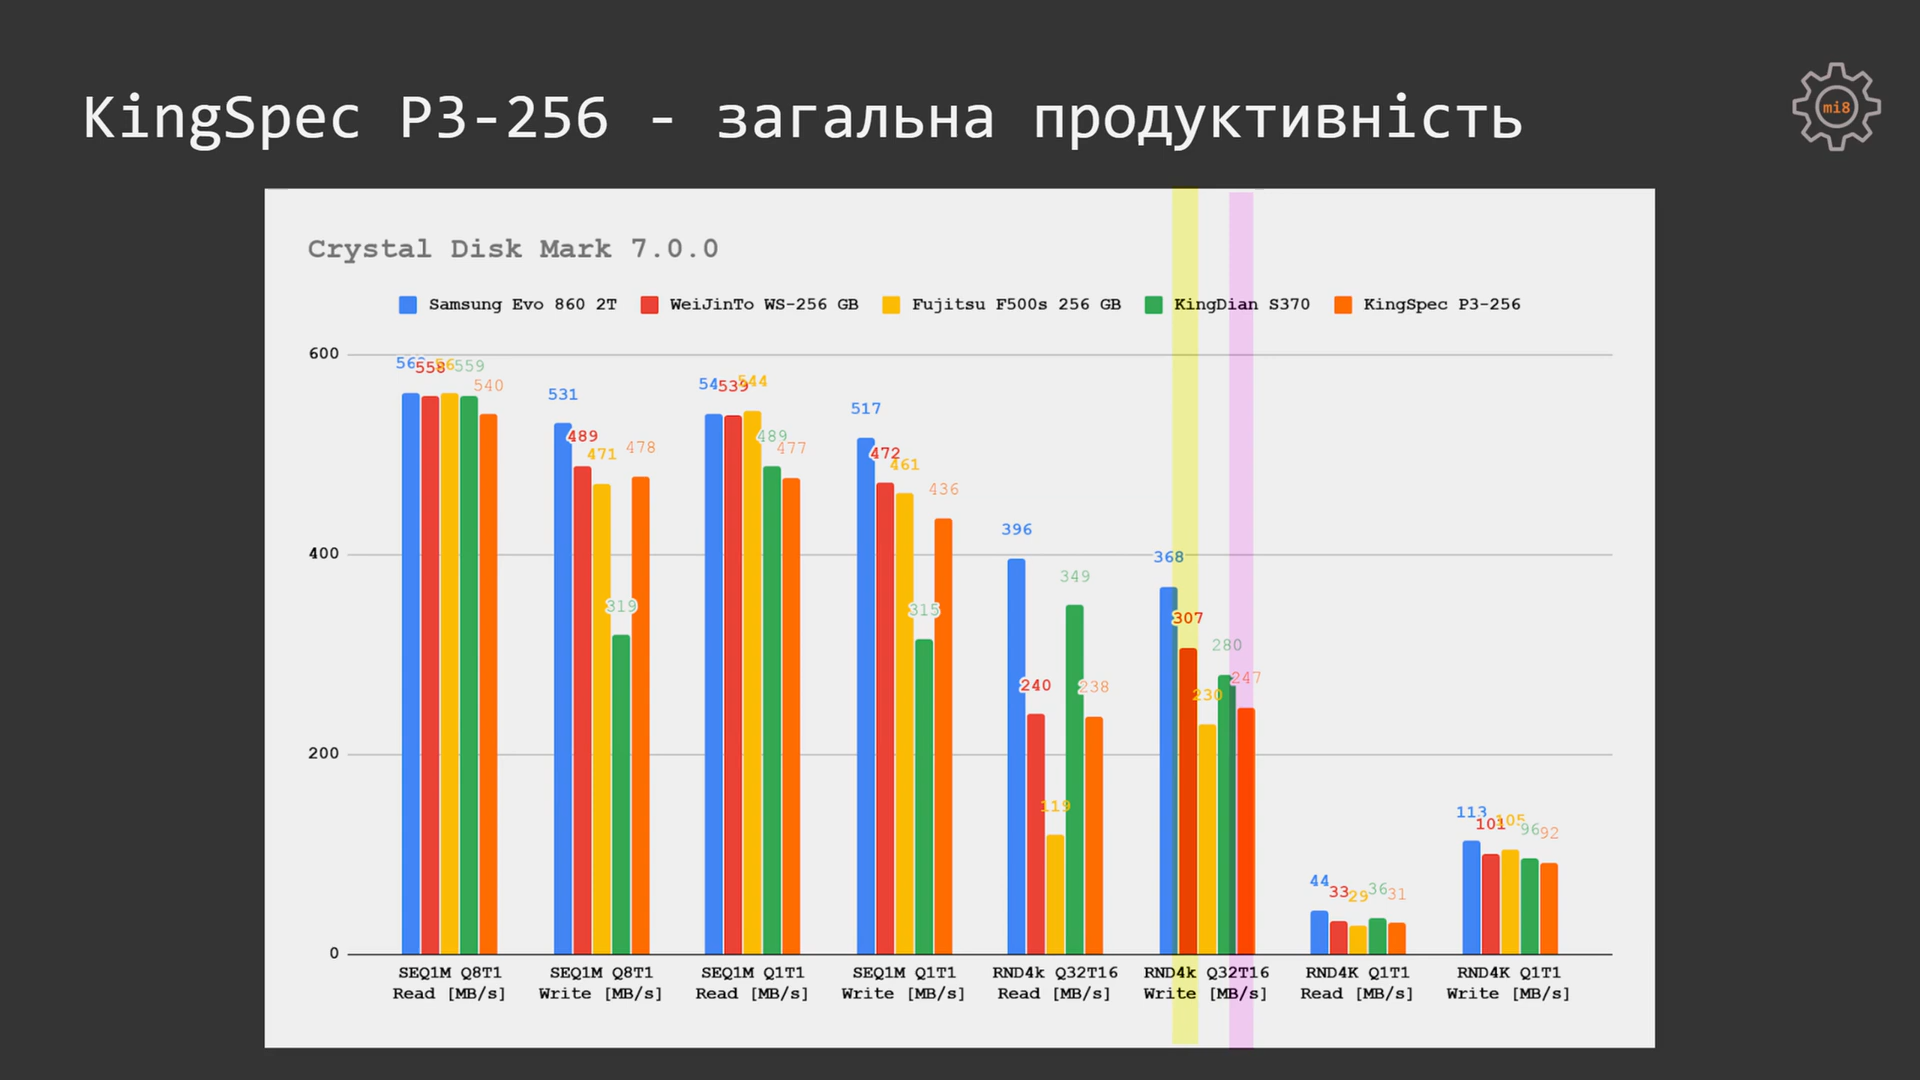 KingSpec P3-256 - загальна продуктивність
mi8
Crystal Disk Mark 7.0.0
Samsung Evo 860 2T WeiJinTo WS-256 GB Fujitsu F500s 256 GB KingDian S370 KingSpec P3-256
600
400
200
0
558 559 540
531 489 471 319 478
539 544 489 477
517 472 461 315 436
396 240 119 349 238
368 307 230 280 247
44 33 29 36 31
113 101 105 96 92
SEQ1M Q8T1 Read [MB/s]
SEQ1M Q8T1 Write [MB/s]
SEQ1M Q1T1 Read [MB/s]
SEQ1M Q1T1 Write [MB/s]
RND4k Q32T16 Read [MB/s]
RND4k Q32T16 Write [MB/s]
RND4K Q1T1 Read [MB/s]
RND4K Q1T1 Write [MB/s]